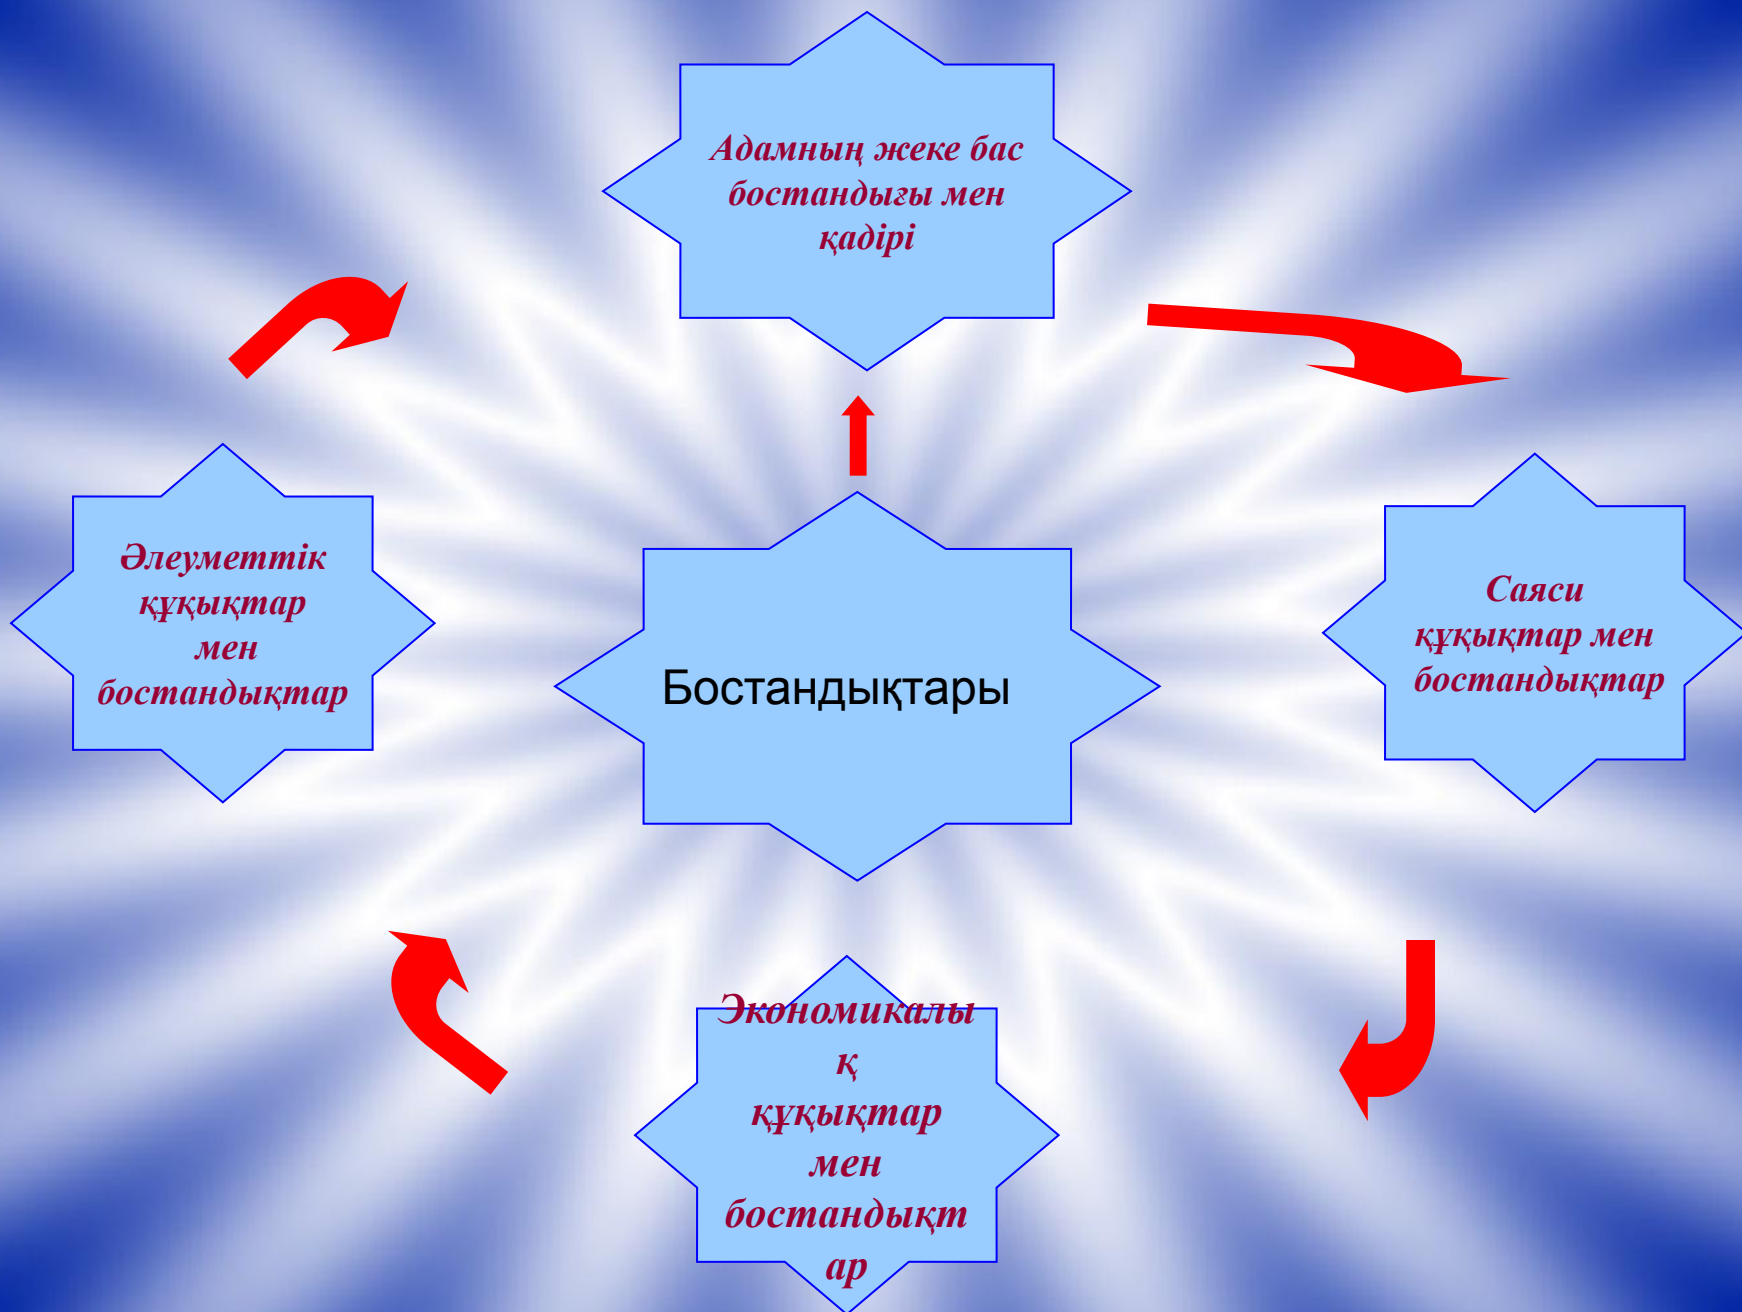 Адамның жеке бас
бостандығы мен
қадірі
Әлеуметтік
құқықтар
мен
бостандықтар
Бостандықтары
Саяси
құқықтар мен
бостандықтар
Экономикалы
қ
құқықтар
мен
бостандықт
ар